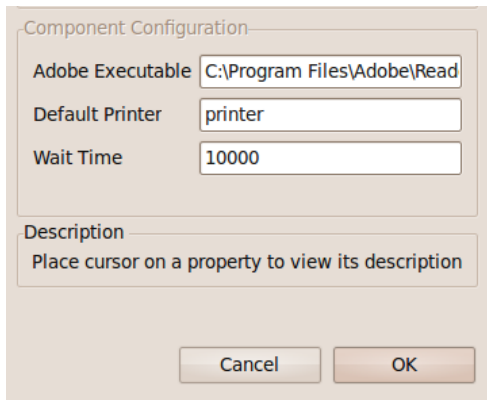 Component Configuration
Adobe Executable C:\Program Files\Adobe\Read
Default Printer printer
Wait Time 10000
Description
Place cursor on a property to view its description
Cancel OK